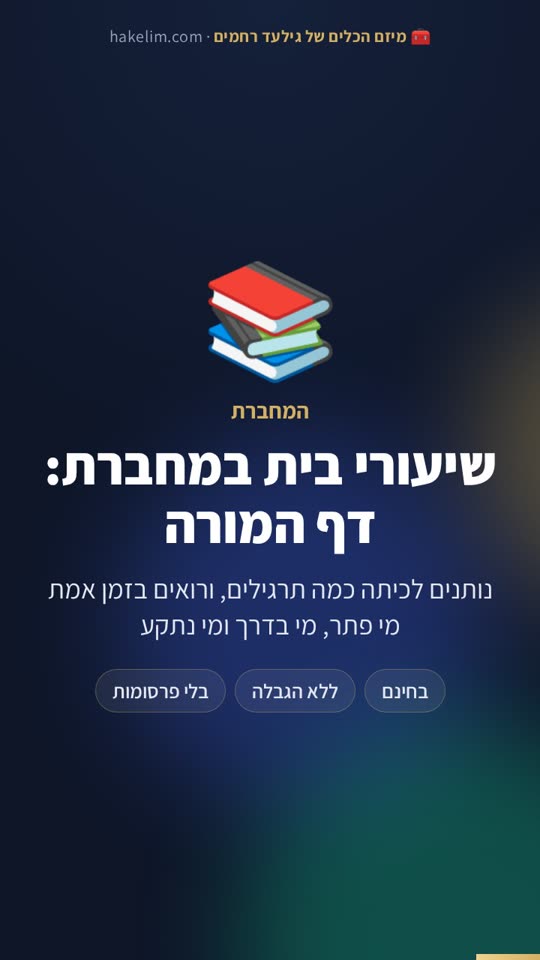 🧰 מיזם הכלים של גילעד רחמים · hakelim.com
המחברת
שיעורי בית במחברת:
דף המורה
נותנים לכיתה כמה תרגילים, ורואים בזמן אמת
מי פתר, מי בדרך ומי נתקע
בחינם
ללא הגבלה
בלי פרסומות